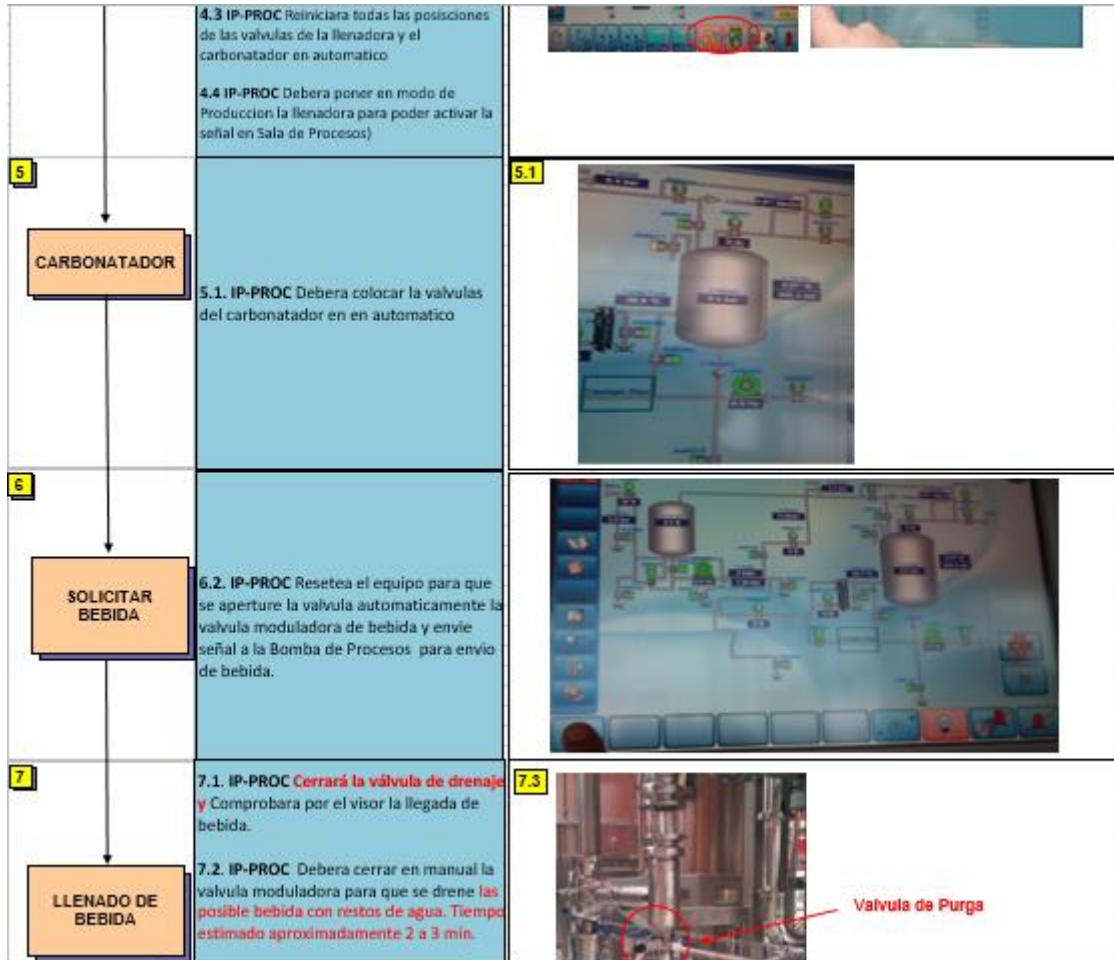 4.3 IP-PROC Reiniciara todas las posisciones
de las valvulas de la llenadora y el
carbonatador en automatico
4.4 IP-PROC Debera poner en modo de
Produccion la llenadora para poder activar la
señal en Sala de Procesos)
5
CARBONATADOR
5.1. IP-PROC Debera colocar la valvulas
del carbonatador en en automatico
5.1
6
SOLICITAR
BEBIDA
6.2. IP-PROC Resetea el equipo para que
se aperture la valvula automaticamente la
valvula moduladora de bebida y envie
señal a la Bomba de Procesos para envio
de bebida.
7
LLENADO DE
BEBIDA
7.1. IP-PROC Cerrará la válvula de drenaje
y Comprobara por el visor la llegada de
bebida.
7.2. IP-PROC Debera cerrar en manual la
valvula moduladora para que se drene las
posible bebida con restos de agua. Tiempo
estimado aproximadamente 2 a 3 min.
7.3
Valvula de Purga